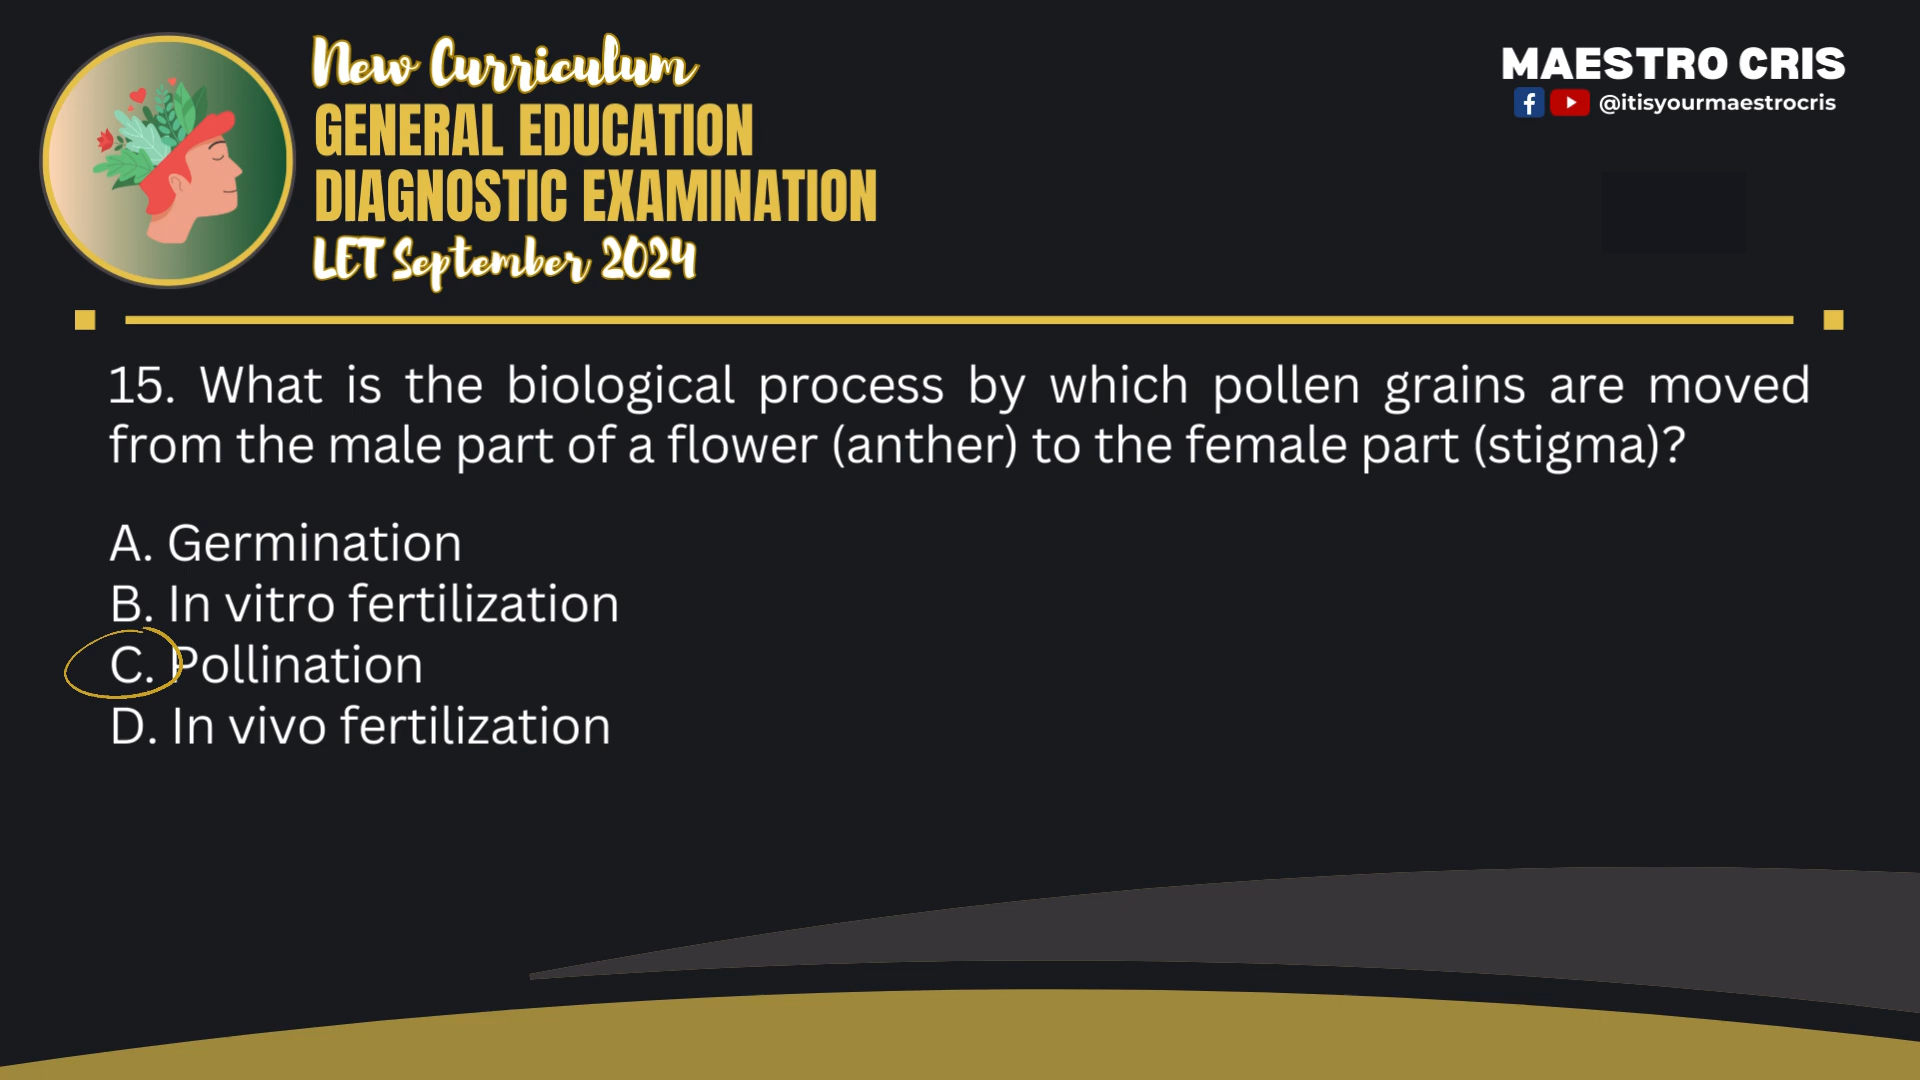 New Curriculum
GENERAL EDUCATION
DIAGNOSTIC EXAMINATION
LET September 2024
MAESTRO CRIS
@itisyourmaestrocris
15. What is the biological process by which pollen grains are moved
from the male part of a flower (anther) to the female part (stigma)?
A. Germination
B. In vitro fertilization
C. Pollination
D. In vivo fertilization